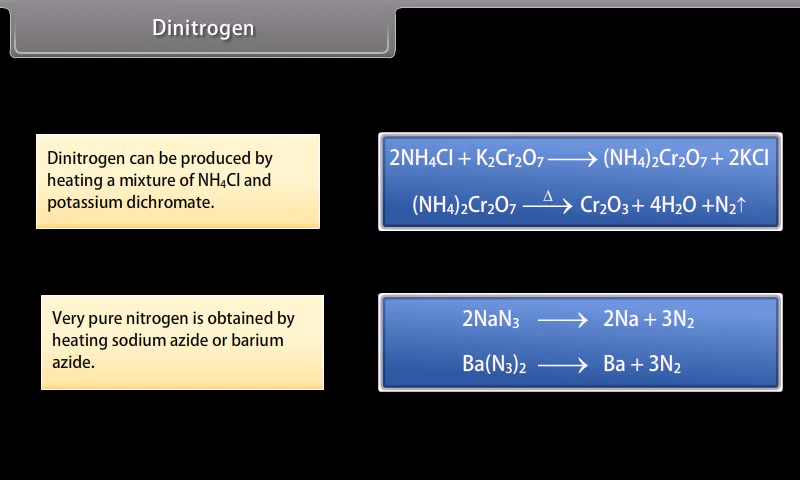 Dinitrogen
Dinitrogen can be produced by
heating a mixture of NH₄Cl and
potassium dichromate.
2NH₄Cl + K₂Cr₂O₇ ⟶ (NH₄)₂Cr₂O₇ + 2KCl
(NH₄)₂Cr₂O₇ —Δ→ Cr₂O₃ + 4H₂O +N₂↑
Very pure nitrogen is obtained by
heating sodium azide or barium
azide.
2NaN₃ ⟶ 2Na + 3N₂
Ba(N₃)₂ ⟶ Ba + 3N₂